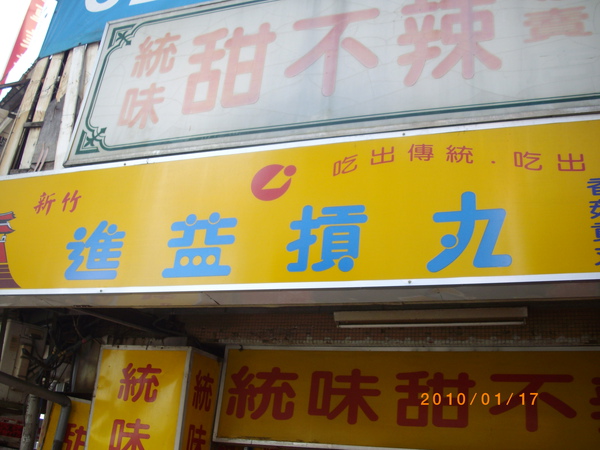 統味 甜不辣
吃出傳統．吃出
新竹
進益摃丸
統味
統
統味甜不辣
2010/01/17